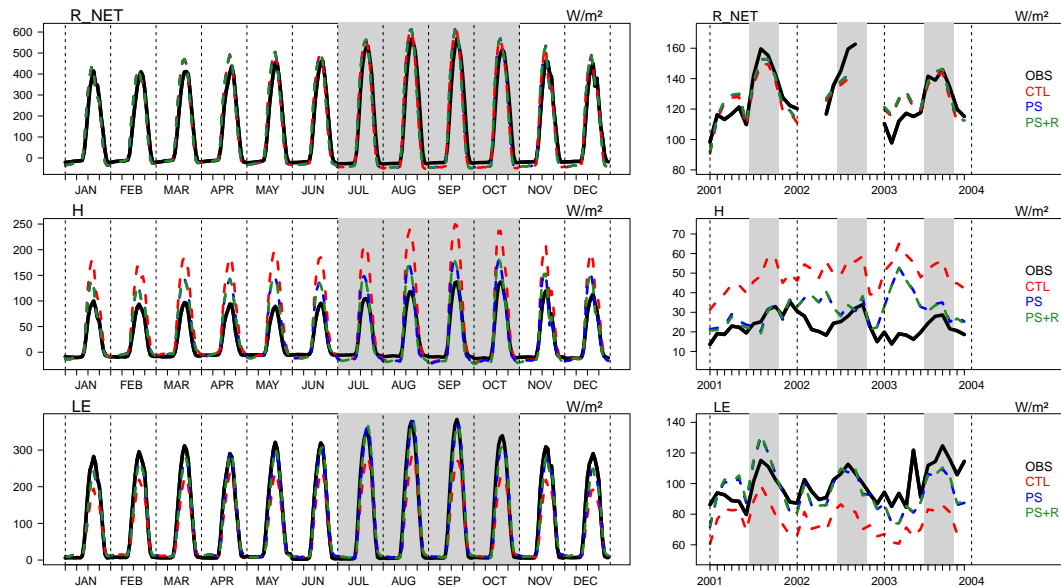 R_NET W/m²
600
500
400
300
200
100
0
JAN FEB MAR APR MAY JUN JUL AUG SEP OCT NOV DEC
R_NET W/m²
160
140
120
100
80
2001 2002 2003 2004
OBS
CTL
PS
PS+R
H W/m²
250
200
150
100
50
0
JAN FEB MAR APR MAY JUN JUL AUG SEP OCT NOV DEC
H W/m²
70
60
50
40
30
20
10
2001 2002 2003 2004
OBS
CTL
PS
PS+R
LE W/m²
300
200
100
0
JAN FEB MAR APR MAY JUN JUL AUG SEP OCT NOV DEC
LE W/m²
140
120
100
80
60
2001 2002 2003 2004
OBS
CTL
PS
PS+R